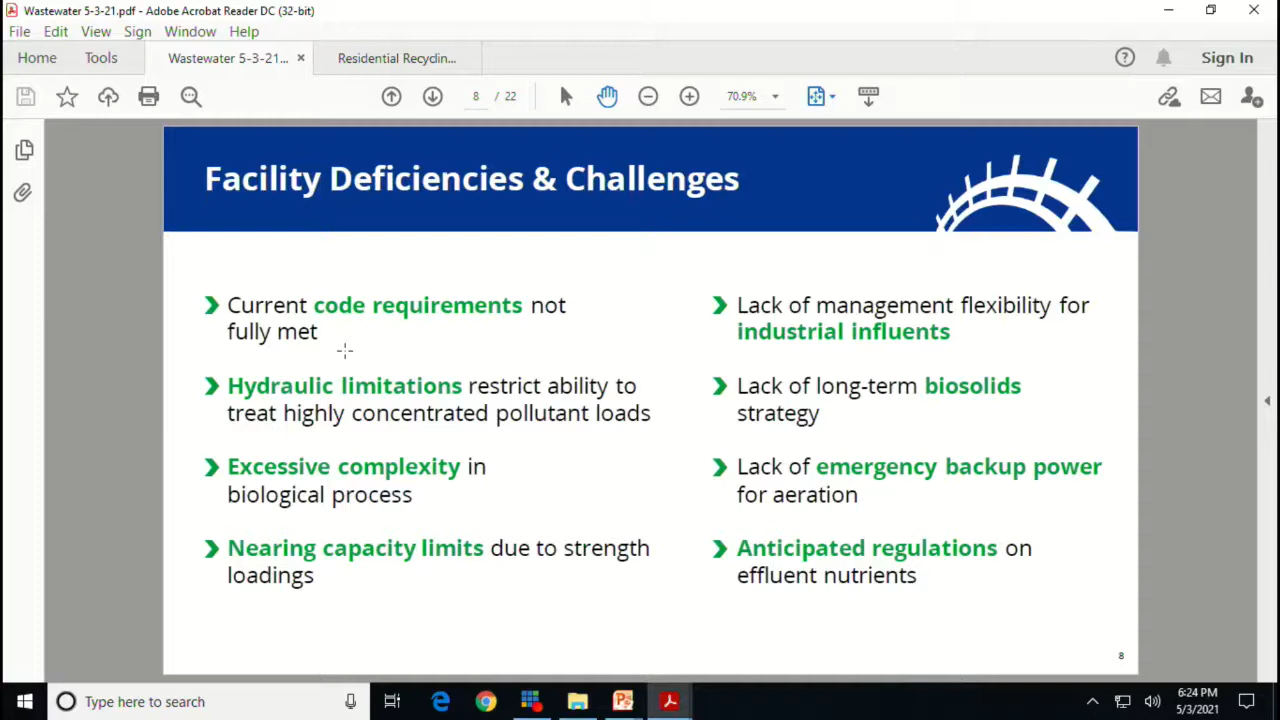 Wastewater 5-3-21.pdf - Adobe Acrobat Reader DC (32-bit)
File Edit View Sign Window Help
Home Tools Wastewater 5-3-21... × Residential Recyclin... Sign In
8 / 22 70.9%
Facility Deficiencies & Challenges
Current code requirements not
fully met
Hydraulic limitations restrict ability to
treat highly concentrated pollutant loads
Excessive complexity in
biological process
Nearing capacity limits due to strength
loadings
Lack of management flexibility for
industrial influents
Lack of long-term biosolids
strategy
Lack of emergency backup power
for aeration
Anticipated regulations on
effluent nutrients
8
Type here to search
6:24 PM
5/3/2021